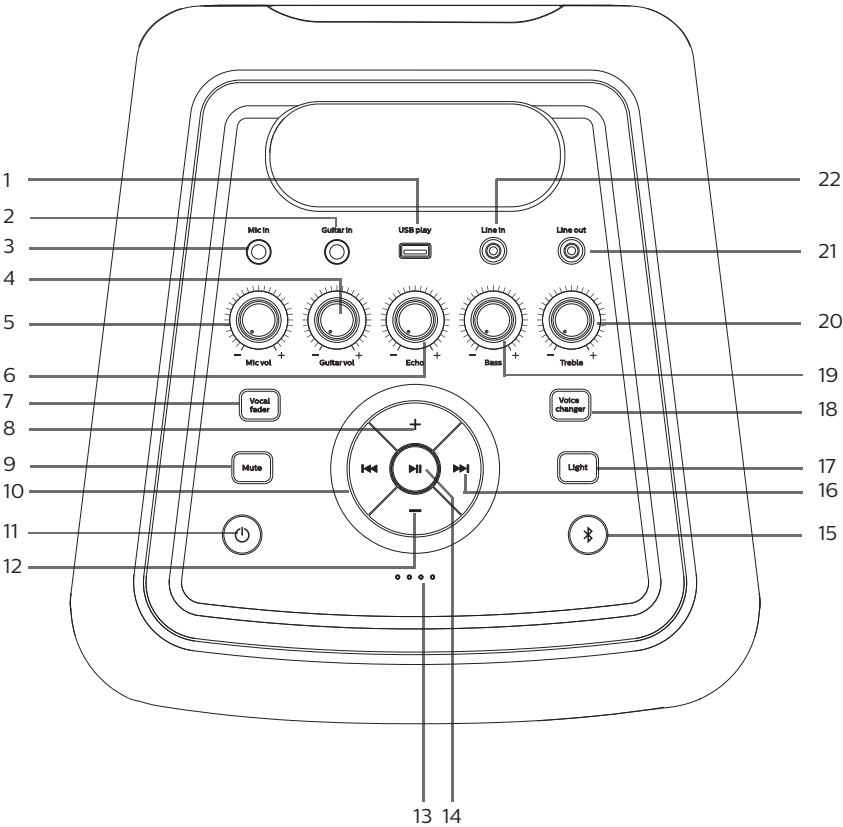 1
22
2
Mic in
Guitar in
USB play
Line in
Line out
3
21
4
5
20
Mic vol
Guitar vol
Echo
Bass
Treble
6
19
7
Vocal
fader
Voice
changer
18
8
9
Mute
Light
17
10
16
11
15
12
13 14